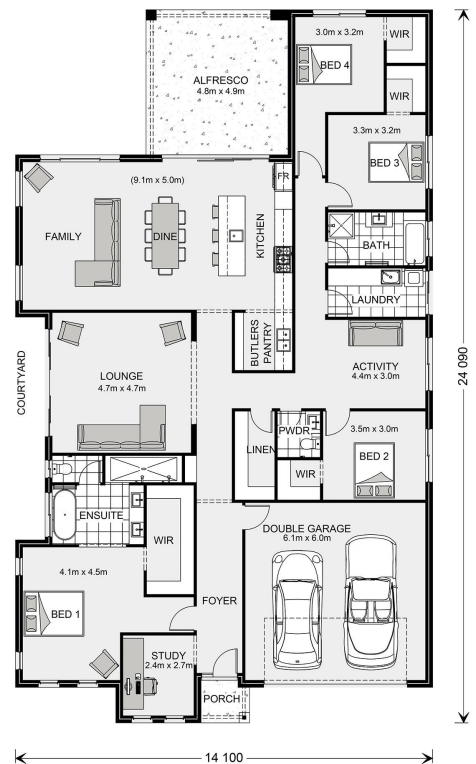 3.0m x 3.2m
WIR
BED 4
ALFRESCO
4.8m x 4.9m
WIR
3.3m x 3.2m
BED 3
FR
(9.1m x 5.0m)
FAMILY
DINE
KITCHEN
BATH
LAUNDRY
BUTLERS
PANTRY
COURTYARD
LOUNGE
4.7m x 4.7m
ACTIVITY
4.4m x 3.0m
24 090
PWDR
3.5m x 3.0m
LINEN
BED 2
WIR
ENSUITE
WIR
DOUBLE GARAGE
6.1m x 6.0m
4.1m x 4.5m
BED 1
FOYER
STUDY
2.4m x 2.7m
PORCH
14 100